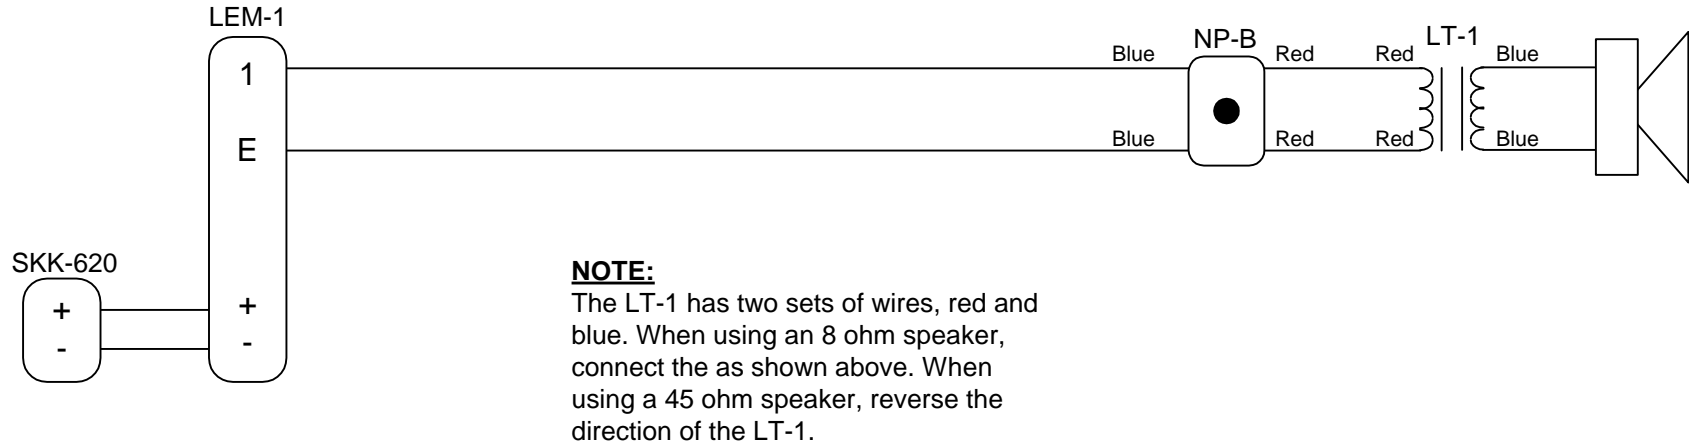 LEM-1
1
E
+
-
SKK-620
+
-
Blue NP-B Red Red LT-1 Blue
Blue Red Red Blue
NOTE:
The LT-1 has two sets of wires, red and
blue. When using an 8 ohm speaker,
connect the as shown above. When
using a 45 ohm speaker, reverse the
direction of the LT-1.